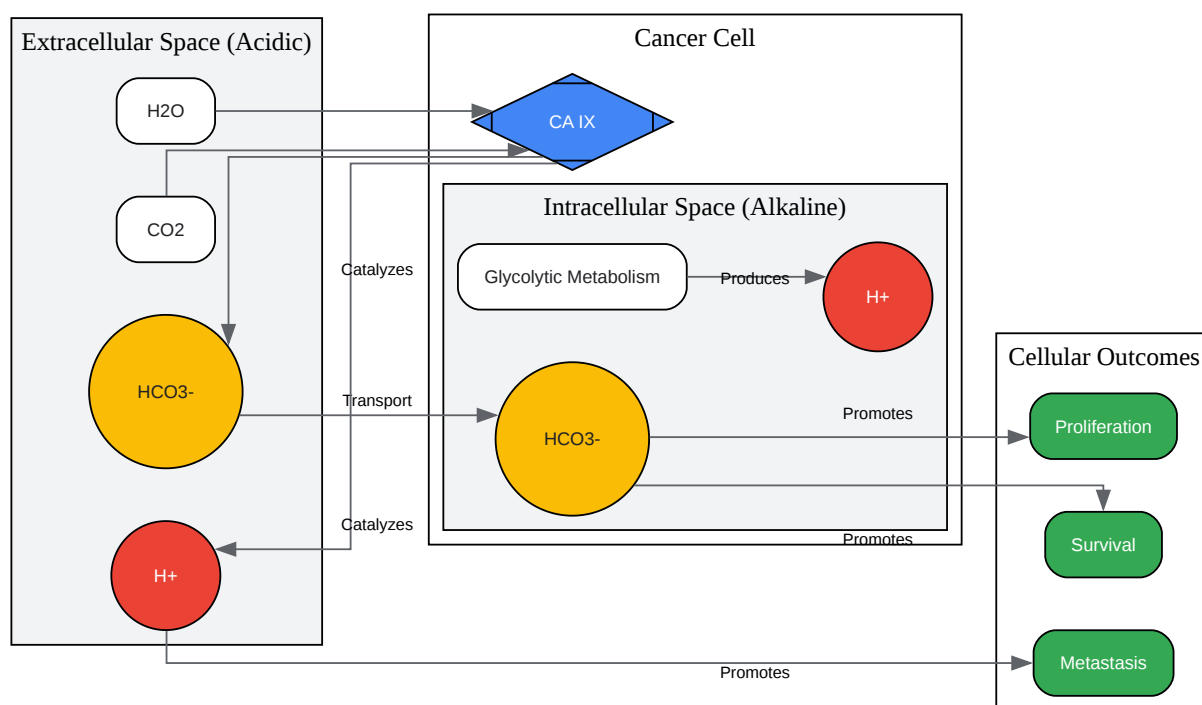 Extracellular Space (Acidic)
H2O
CO2
HCO3-
H+
Cancer Cell
CA IX
Catalyzes
Transport
Catalyzes
Intracellular Space (Alkaline)
Glycolytic Metabolism
Produces
H+
HCO3-
Promotes
Promotes
Promotes
Cellular Outcomes
Proliferation
Survival
Metastasis